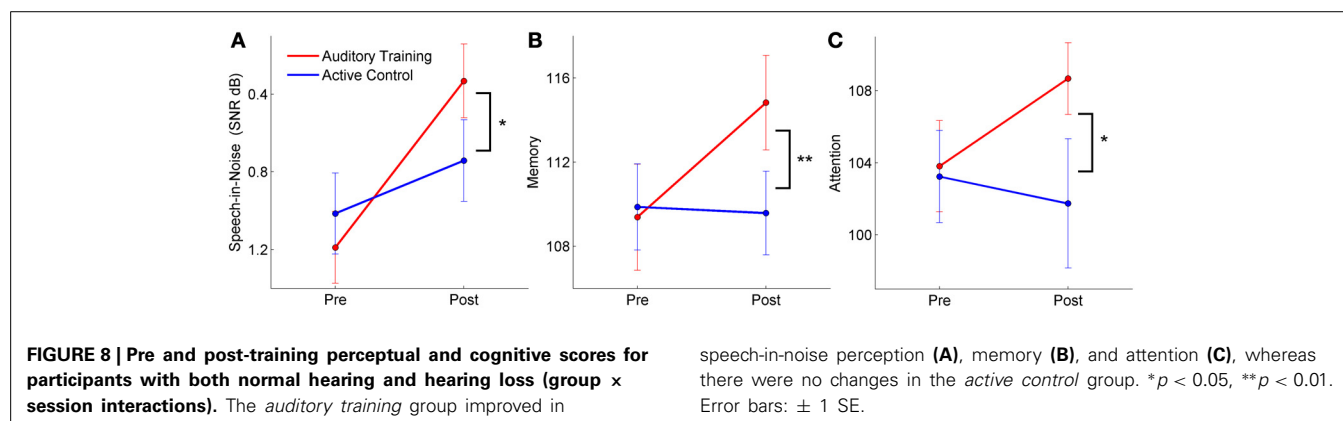 A
Auditory Training
Active Control
Speech-in-Noise (SNR dB)
0.4
0.8
1.2
*
Pre
Post
B
Memory
116
112
108
**
Pre
Post
C
Attention
108
104
100
*
Pre
Post
FIGURE 8 | Pre and post-training perceptual and cognitive scores for
participants with both normal hearing and hearing loss (group x
session interactions). The auditory training group improved in
speech-in-noise perception (A), memory (B), and attention (C), whereas
there were no changes in the active control group. *p < 0.05, **p < 0.01.
Error bars: ± 1 SE.